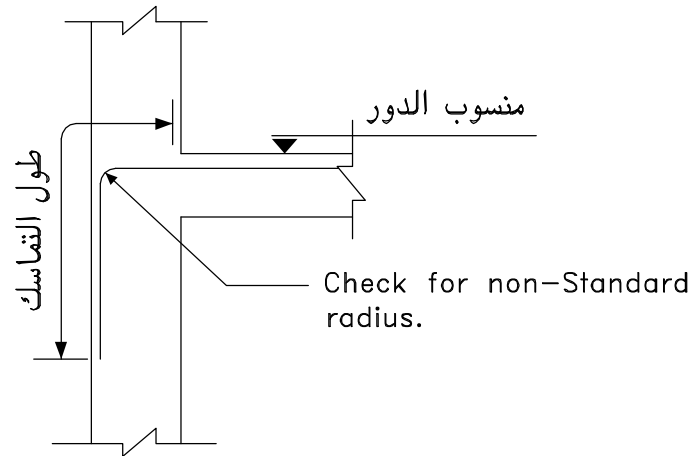 منسوب الدور
طول التماسك
Check for non-Standard
radius.